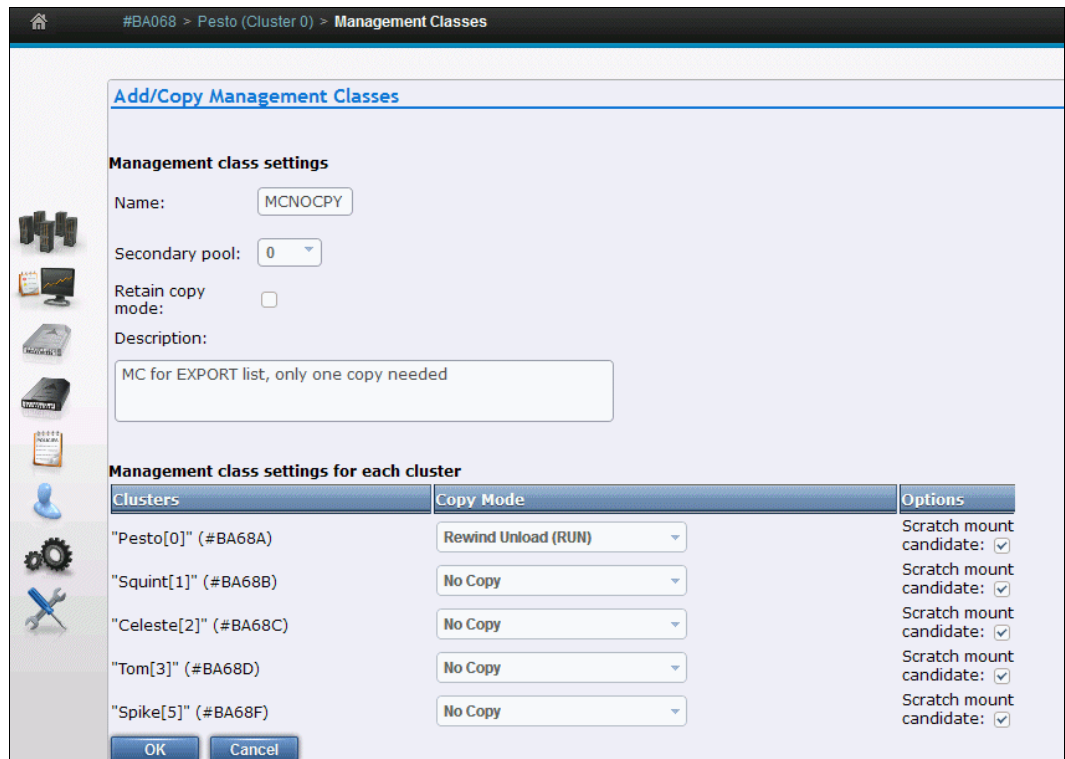 #BA068 > Pesto (Cluster 0) > Management Classes
Add/Copy Management Classes
Management class settings
Name: MCNOCPY
Secondary pool: 0
Retain copy
mode:
Description:
MC for EXPORT list, only one copy needed
Management class settings for each cluster
Clusters Copy Mode Options
"Pesto[0]" (#BA68A) Rewind Unload (RUN) Scratch mount
candidate:
"Squint[1]" (#BA68B) No Copy Scratch mount
candidate:
"Celeste[2]" (#BA68C) No Copy Scratch mount
candidate:
"Tom[3]" (#BA68D) No Copy Scratch mount
candidate:
"Spike[5]" (#BA68F) No Copy Scratch mount
candidate:
OK Cancel